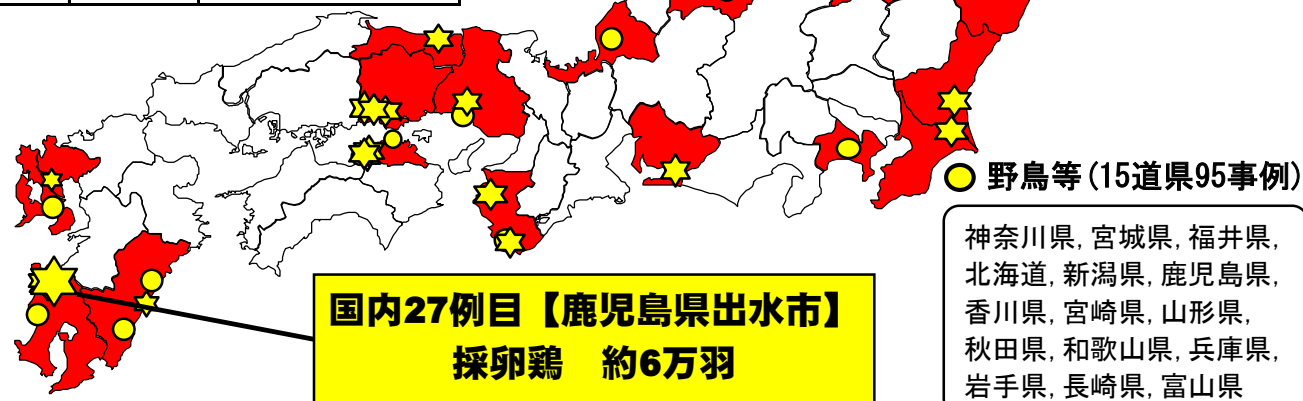 野鳥等(15道県95事例)
神奈川県, 宮城県, 福井県,
北海道, 新潟県, 鹿児島県,
香川県, 宮崎県, 山形県,
秋田県, 和歌山県, 兵庫県,
岩手県, 長崎県, 富山県
国内27例目【鹿児島県出水市】
採卵鶏 約6万羽